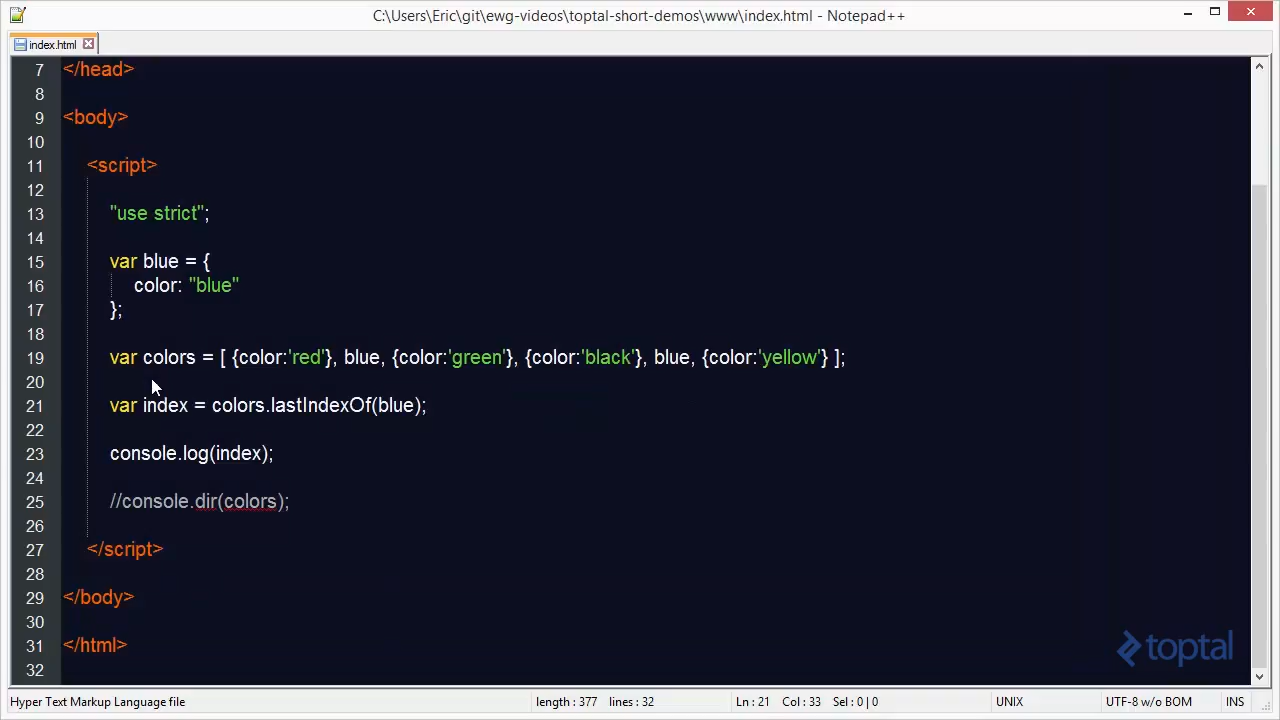 C:\Users\Eric\git\ewg-videos\toptal-short-demos\www\index.html - Notepad++
index.html
7 </head>
8
9 <body>
10
11 <script>
12
13 "use strict";
14
15 var blue = {
16 color: "blue"
17 };
18
19 var colors = [ {color:'red'}, blue, {color:'green'}, {color:'black'}, blue, {color:'yellow'} ];
20
21 var index = colors.lastIndexOf(blue);
22
23 console.log(index);
24
25 //console.dir(colors);
26
27 </script>
28
29 </body>
30
31 </html>
32
toptal
Hyper Text Markup Language file length : 377 lines : 32 Ln : 21 Col : 33 Sel : 0 | 0 UNIX UTF-8 w/o BOM INS